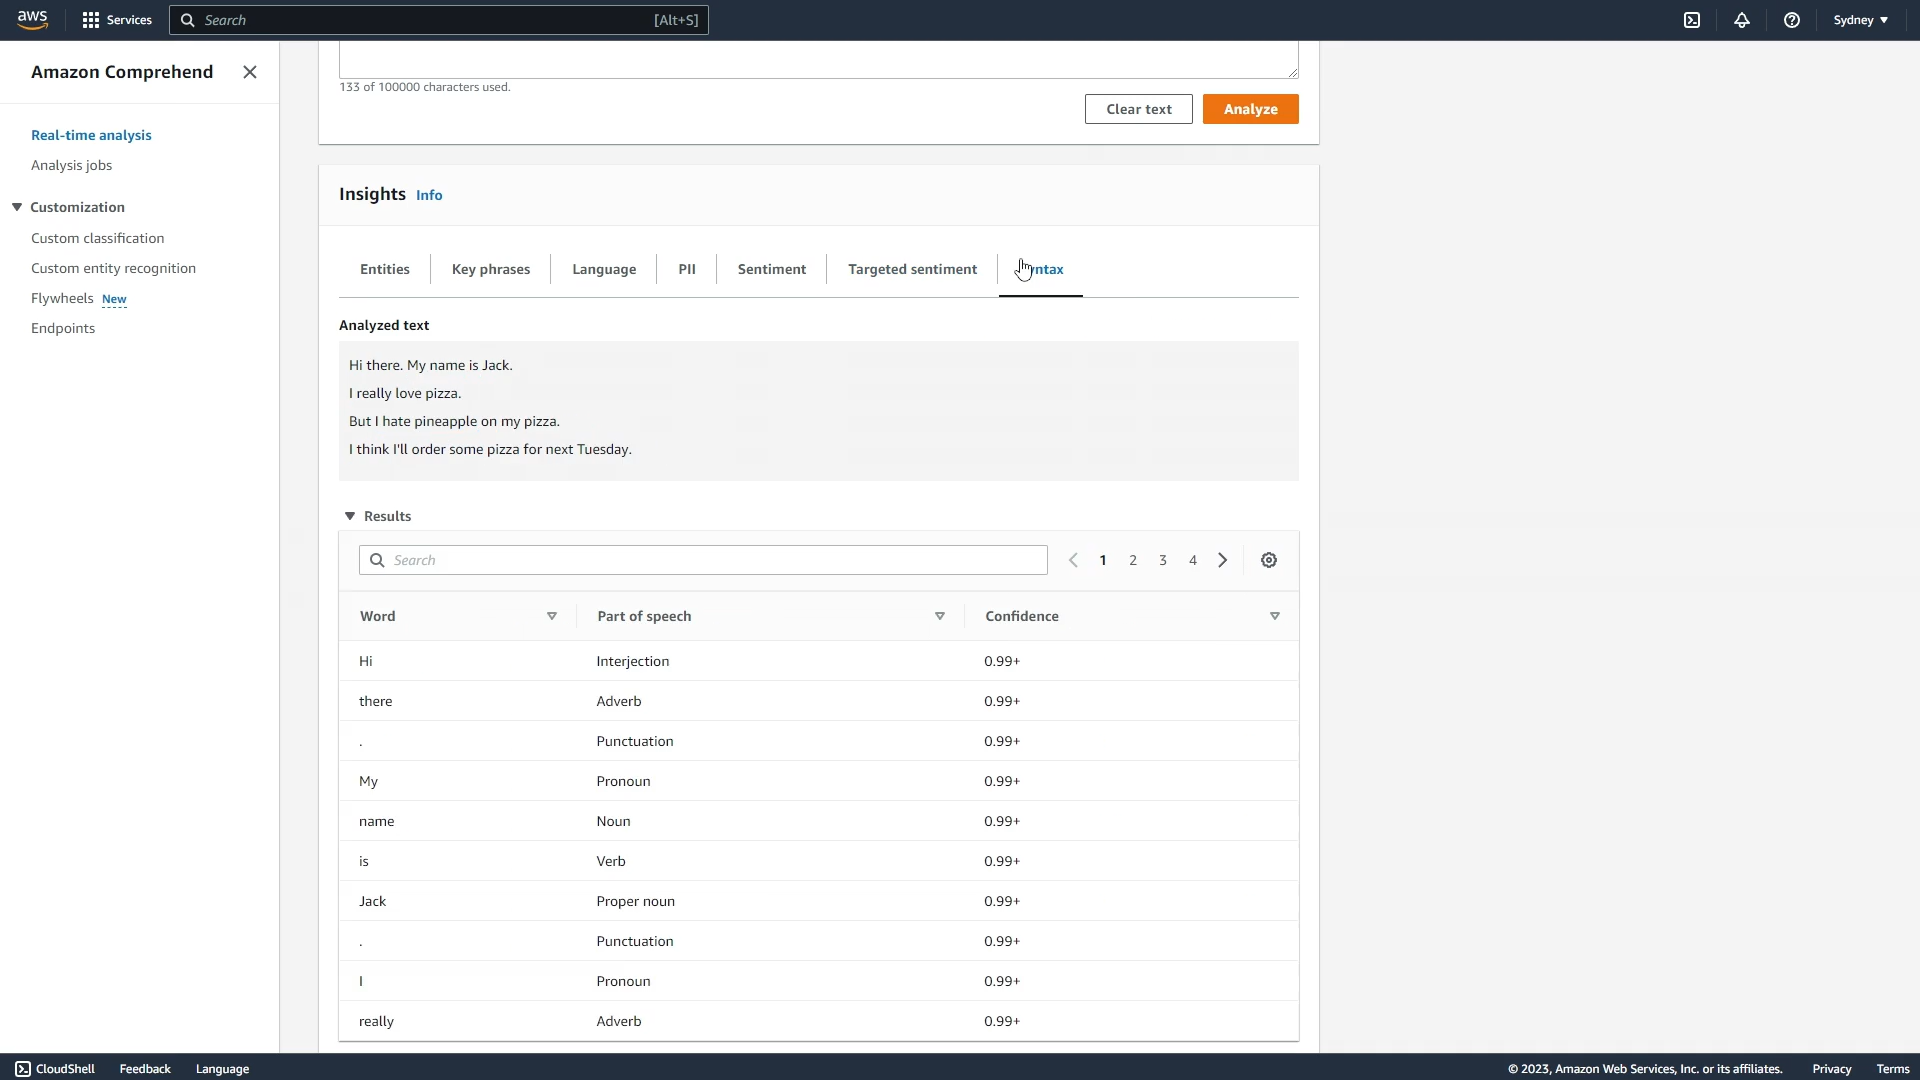 aws
Services
Search
[Alt+S]
Sydney
Amazon Comprehend
Real-time analysis
Analysis jobs
Customization
Custom classification
Custom entity recognition
Flywheels New
Endpoints
133 of 100000 characters used.
Clear text
Analyze
Insights Info
Entities
Key phrases
Language
PII
Sentiment
Targeted sentiment
ntax
Analyzed text
Hi there. My name is Jack.
I really love pizza.
But I hate pineapple on my pizza.
I think I'll order some pizza for next Tuesday.
Results
Search
1 2 3 4
Word Part of speech Confidence
Hi Interjection 0.99+
there Adverb 0.99+
. Punctuation 0.99+
My Pronoun 0.99+
name Noun 0.99+
is Verb 0.99+
Jack Proper noun 0.99+
. Punctuation 0.99+
I Pronoun 0.99+
really Adverb 0.99+
CloudShell
Feedback
Language
© 2023, Amazon Web Services, Inc. or its affiliates.
Privacy
Terms